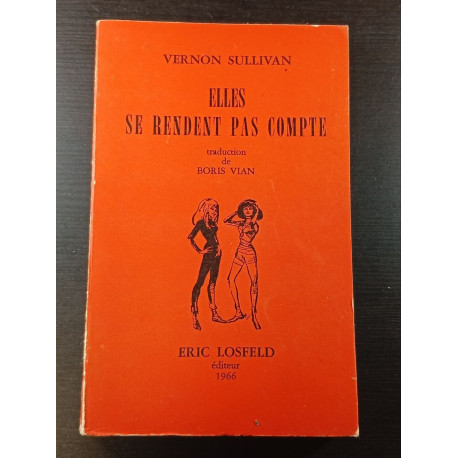 VERNON SULLIVAN
ELLES
SE RENDENT PAS COMPTE
traduction
de
BORIS VIAN
ERIC LOSFELD
éditeur
1966